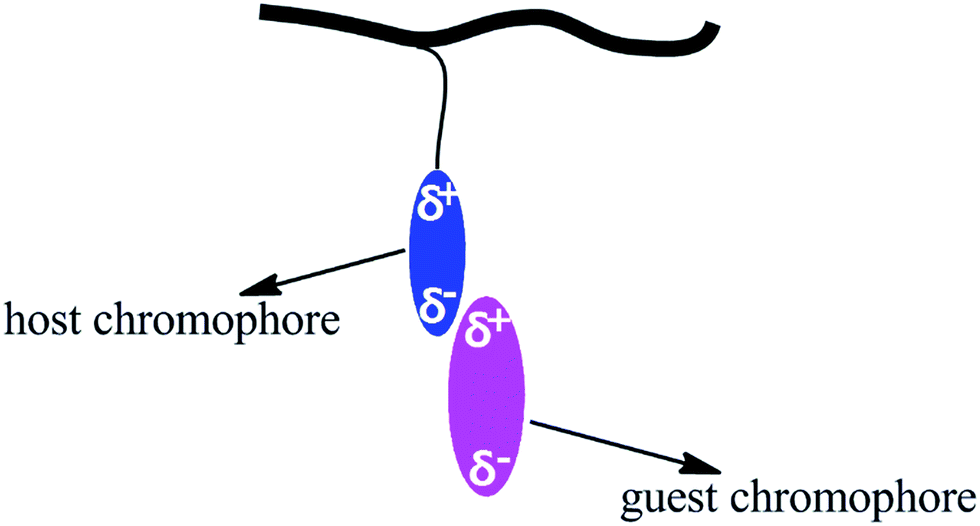 δ+
δ-
host chromophore
δ+
δ-
guest chromophore